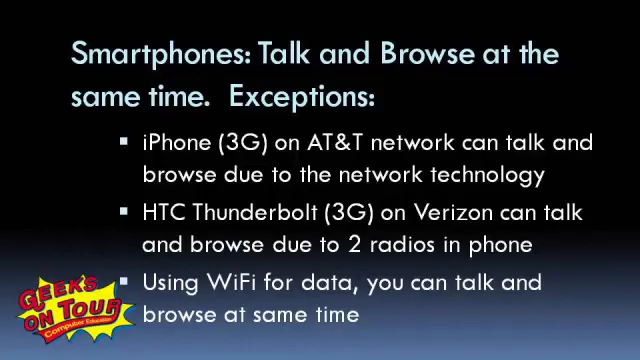 Smartphones: Talk and Browse at the
same time.  Exceptions:
iPhone (3G) on AT&T network can talk and
browse due to the network technology
HTC Thunderbolt (3G) on Verizon can talk
and browse due to 2 radios in phone
Using WiFi for data, you can talk and
browse at same time
GEEKS
ON TOUR
Computer Education